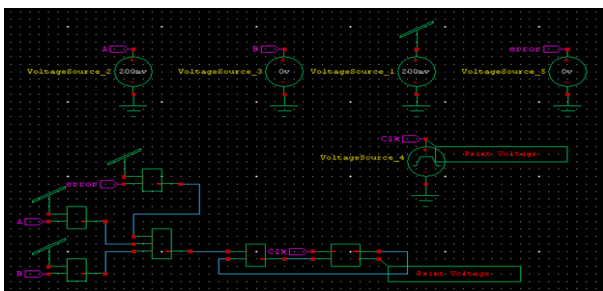 A
B
error
VoltageSource_2
200mv
VoltageSource_3
0v
VoltageSource_1
200mv
VoltageSource_5
0v
Clk
Print Voltage
VoltageSource_4
error
A
Clk
B
Print Voltage